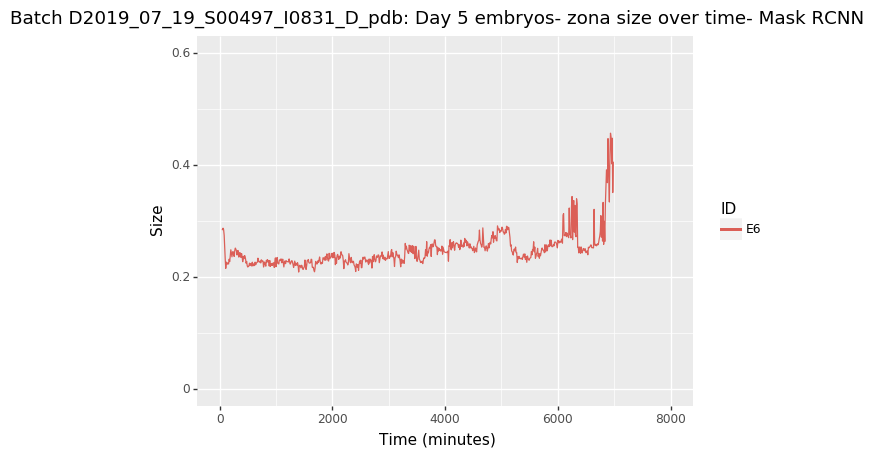 Batch D2019_07_19_S00497_I0831_D_pdb: Day 5 embryos- zona size over time- Mask RCNN
0.6
0.4
0.2
0
Size
0
2000
4000
6000
8000
Time (minutes)
ID
E6